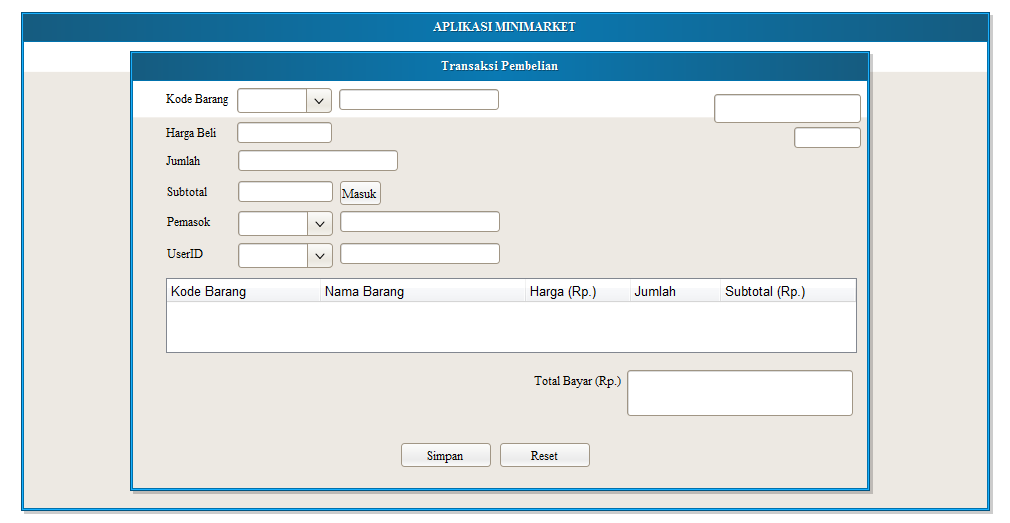 APLIKASI MINIMARKET
Transaksi Pembelian
Kode Barang
Harga Beli
Jumlah
Subtotal Masuk
Pemasok
UserID
Kode Barang Nama Barang Harga (Rp.) Jumlah Subtotal (Rp.)
Total Bayar (Rp.)
Simpan Reset